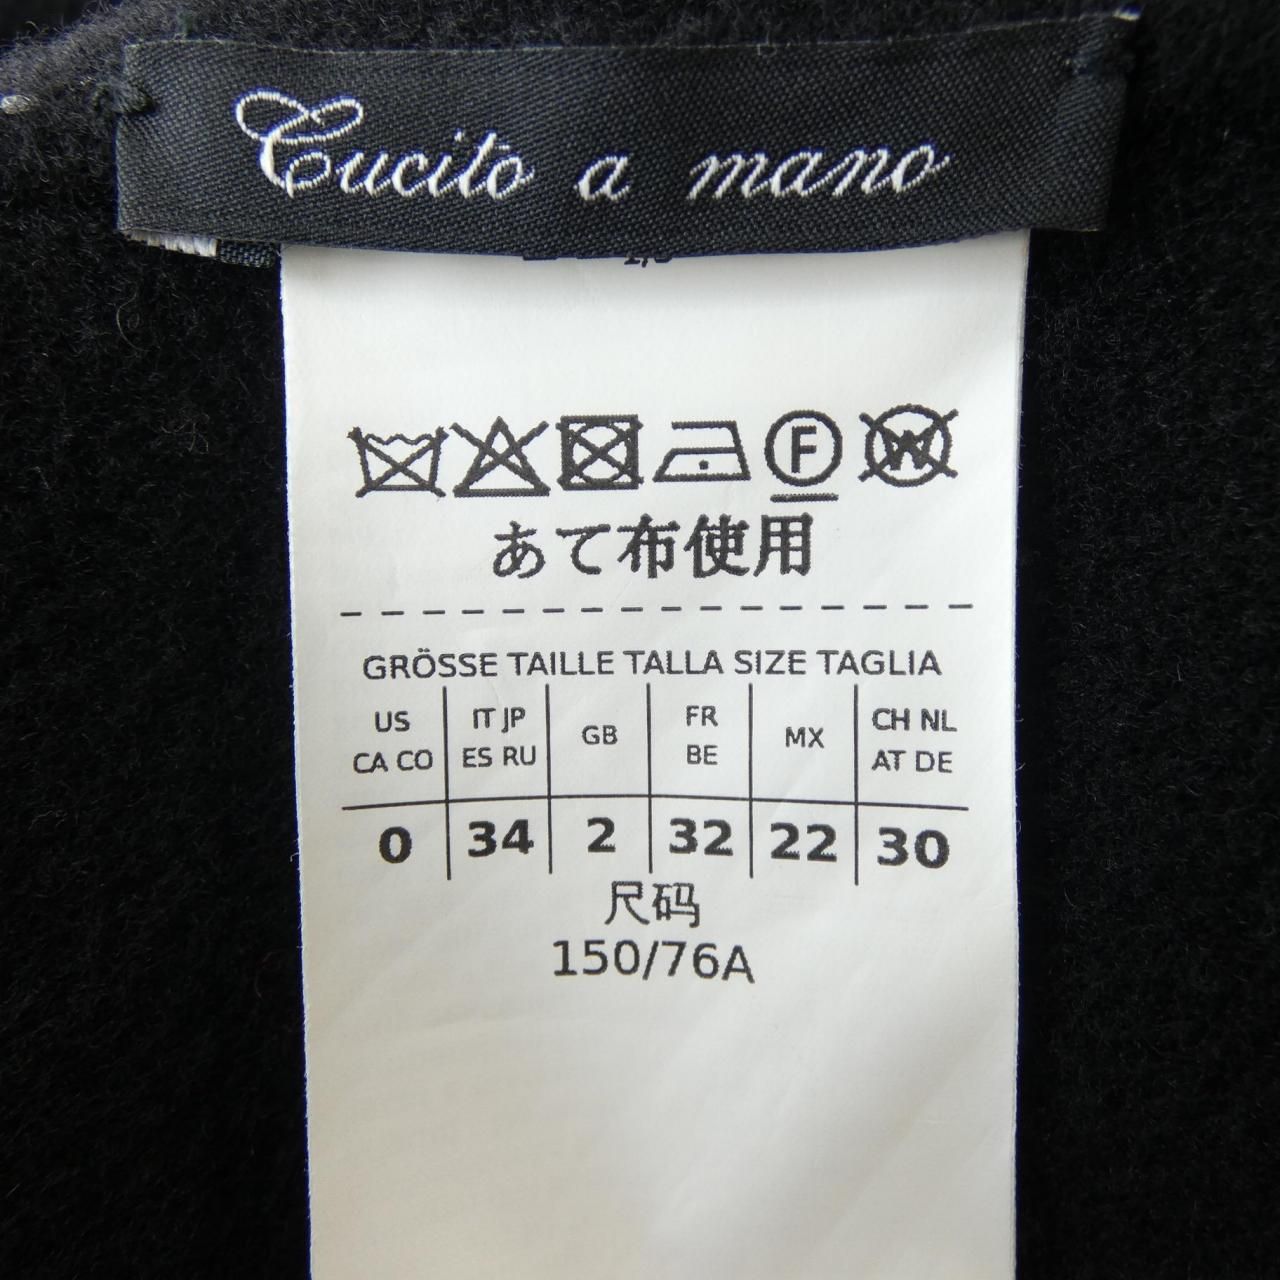 Cucito a mano
F W
あて布使用
GRÖSSE TAILLE TALLA SIZE TAGLIA
US IT JP GB FR MX CH NL
CA CO ES RU BE AT DE
0 34 2 32 22 30
尺码
150/76A